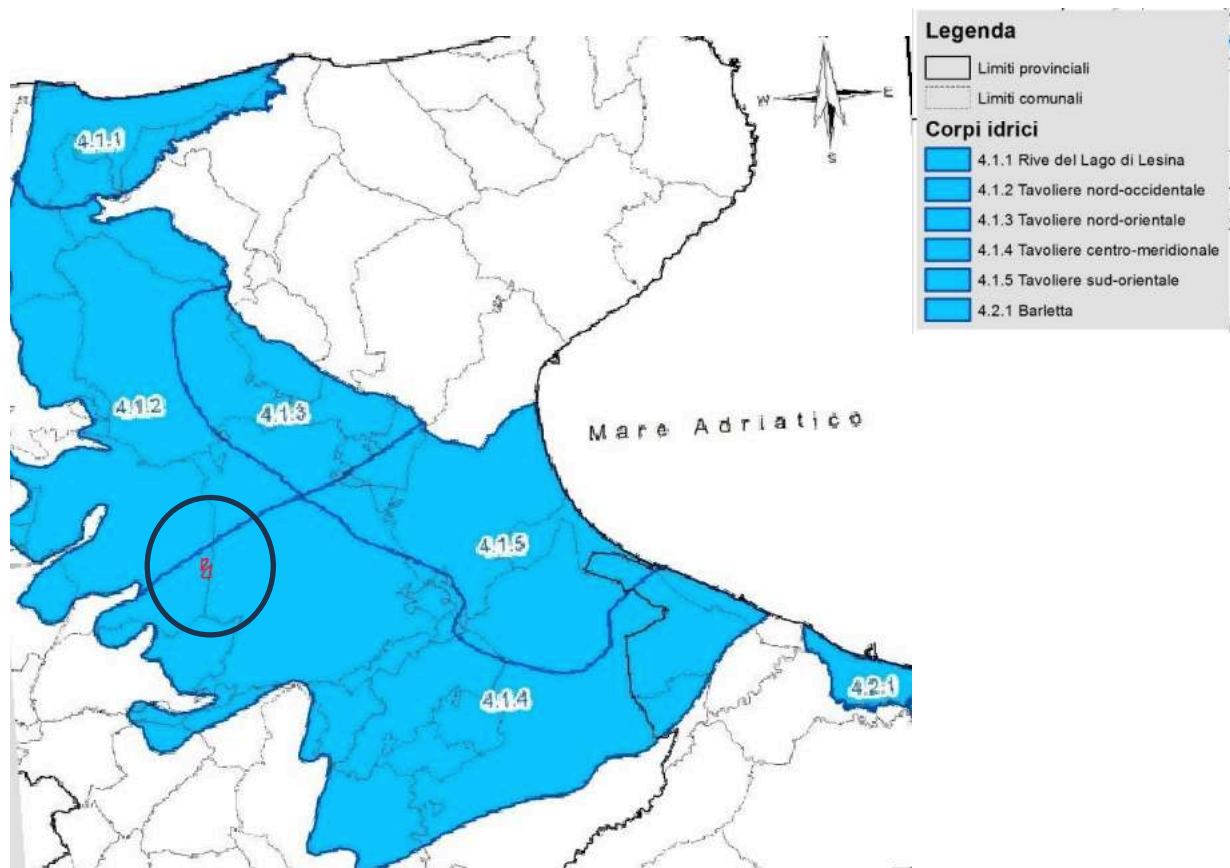 Legenda
Limiti provinciali
Limiti comunali
Corpi idrici
4.1.1 Rive del Lago di Lesina
4.1.2 Tavoliere nord-occidentale
4.1.3 Tavoliere nord-orientale
4.1.4 Tavoliere centro-meridionale
4.1.5 Tavoliere sud-orientale
4.2.1 Barletta
W E
S
4.1.1
4.1.2
4.1.3
Mare Adriatico
4.1.5
4.1.4
4.2.1